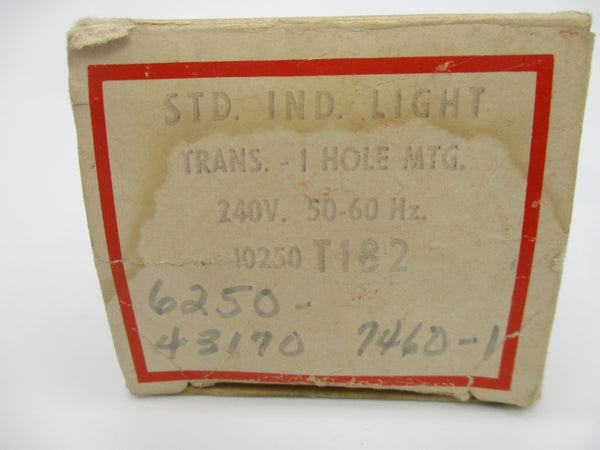 STD. IND. LIGHT
TRANS. - 1 HOLE MTG.
240V. 50-60 Hz.
10250 T182
6250-
43170 7460-1